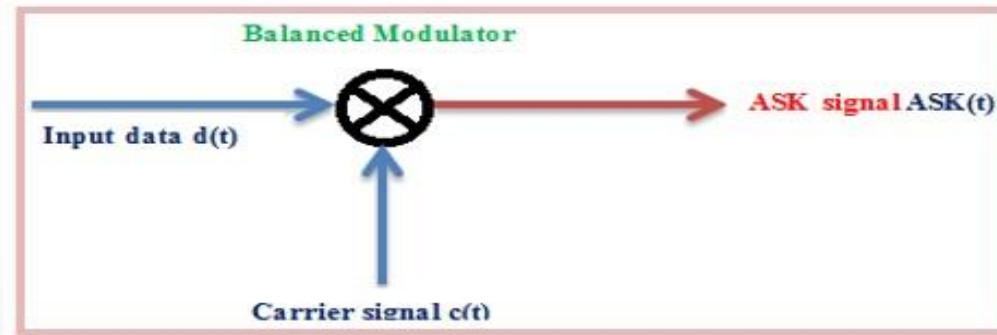 Balanced Modulator
ASK signal ASK(t)
Input data d(t)
Carrier signal c(t)